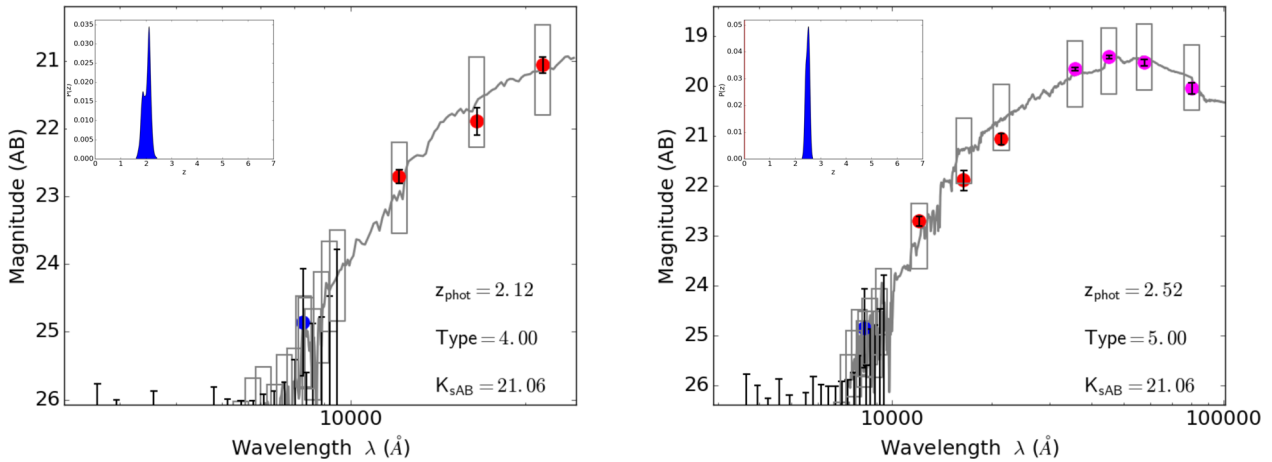 0.035
0.030
0.025
0.020
0.015
0.010
0.005
0.000
P(z)
1 2 3 4 5 6 7
z
21
22
23
24
25
26
Magnitude (AB)
z_phot = 2.12
Type = 4.00
K_sAB = 21.06
10000
Wavelength λ (Å)
0.05
0.04
0.03
0.02
0.01
0.00
P(z)
0 1 2 3 4 5 6 7
z
19
20
21
22
23
24
25
26
Magnitude (AB)
z_phot = 2.52
Type = 5.00
K_sAB = 21.06
10000 100000
Wavelength λ (Å)